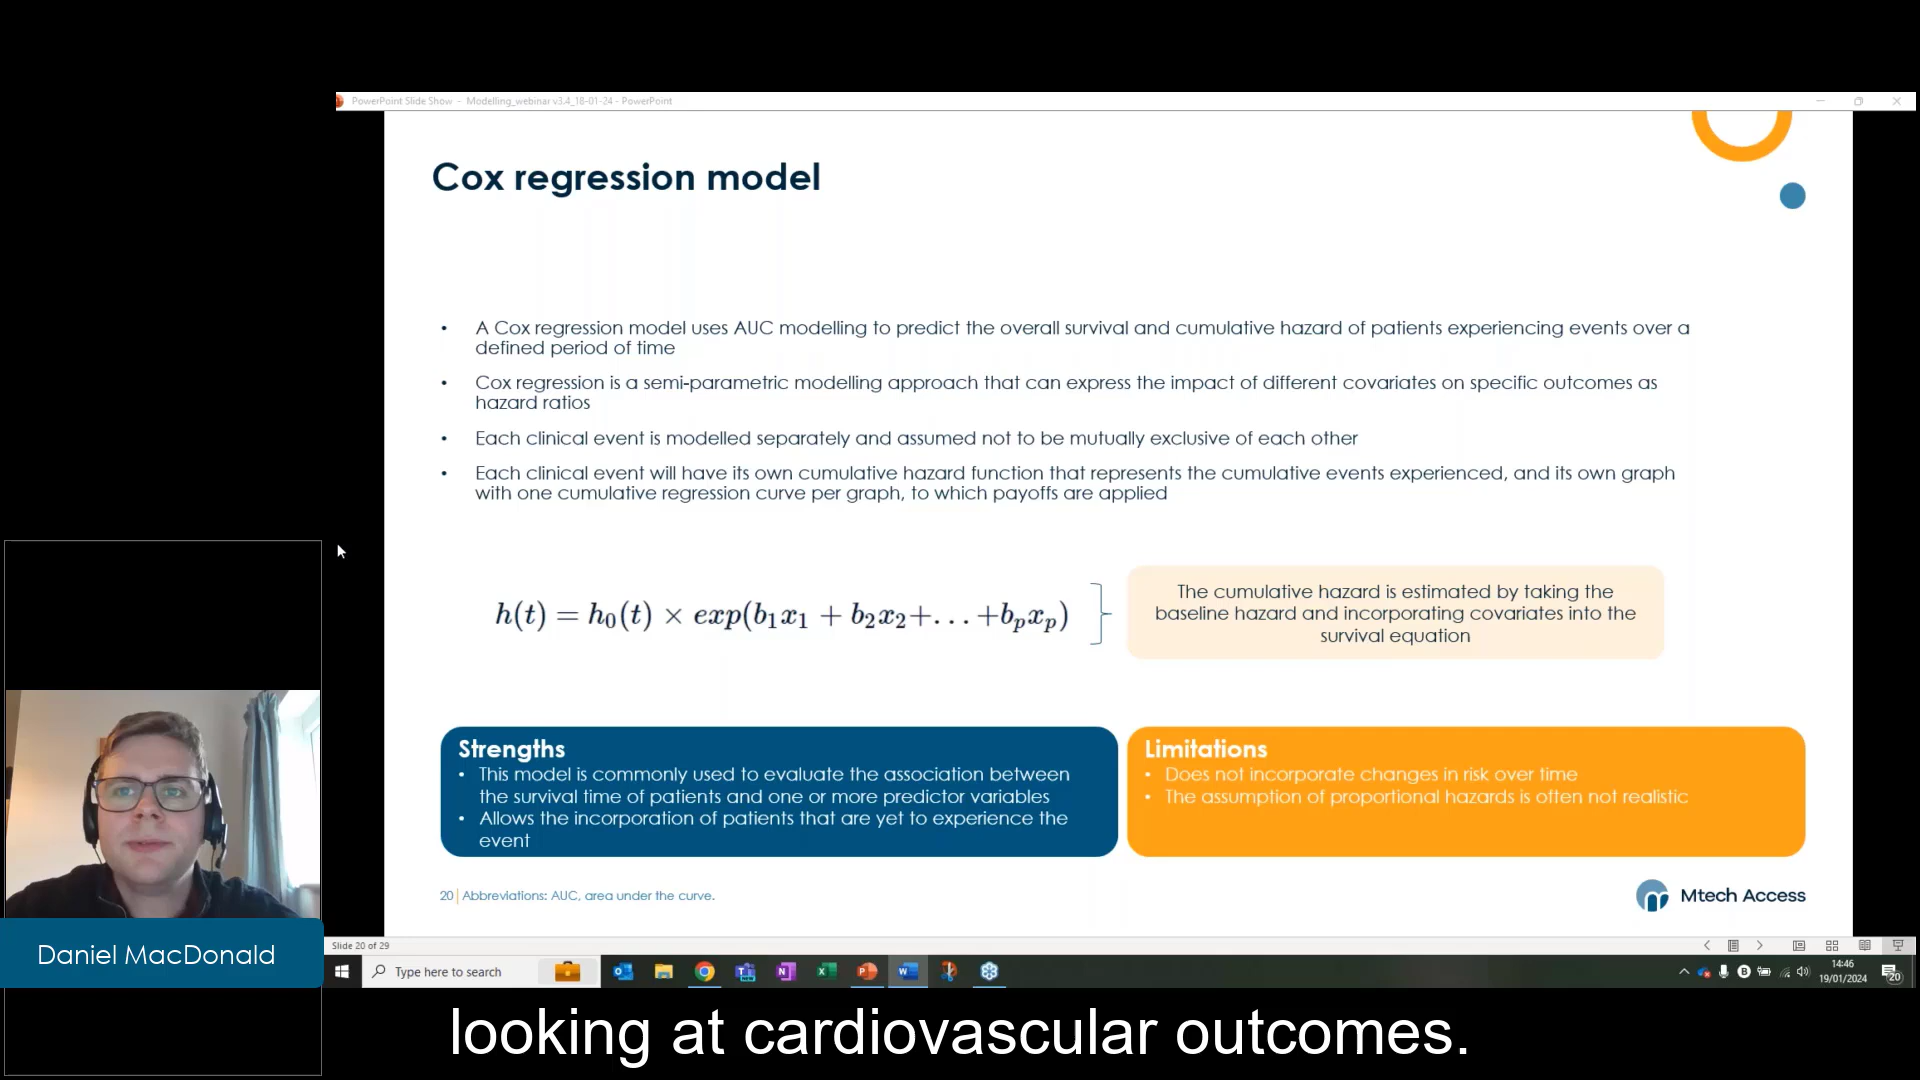 PowerPoint Slide Show - Modelling_webinar v3.4_18-01-24 - PowerPoint
Cox regression model
• A Cox regression model uses AUC modelling to predict the overall survival and cumulative hazard of patients experiencing events over a
defined period of time
• Cox regression is a semi-parametric modelling approach that can express the impact of different covariates on specific outcomes as
hazard ratios
• Each clinical event is modelled separately and assumed not to be mutually exclusive of each other
• Each clinical event will have its own cumulative hazard function that represents the cumulative events experienced, and its own graph
with one cumulative regression curve per graph, to which payoffs are applied
h(t) = h₀(t) × exp(b₁x₁ + b₂x₂+...+bₚxₚ)
The cumulative hazard is estimated by taking the
baseline hazard and incorporating covariates into the
survival equation
Strengths
• This model is commonly used to evaluate the association between
the survival time of patients and one or more predictor variables
• Allows the incorporation of patients that are yet to experience the
event
Limitations
• Does not incorporate changes in risk over time
• The assumption of proportional hazards is often not realistic
20 | Abbreviations: AUC, area under the curve.
Mtech Access
Daniel MacDonald
Slide 20 of 29
Type here to search
14:46
19/01/2024
20
looking at cardiovascular outcomes.